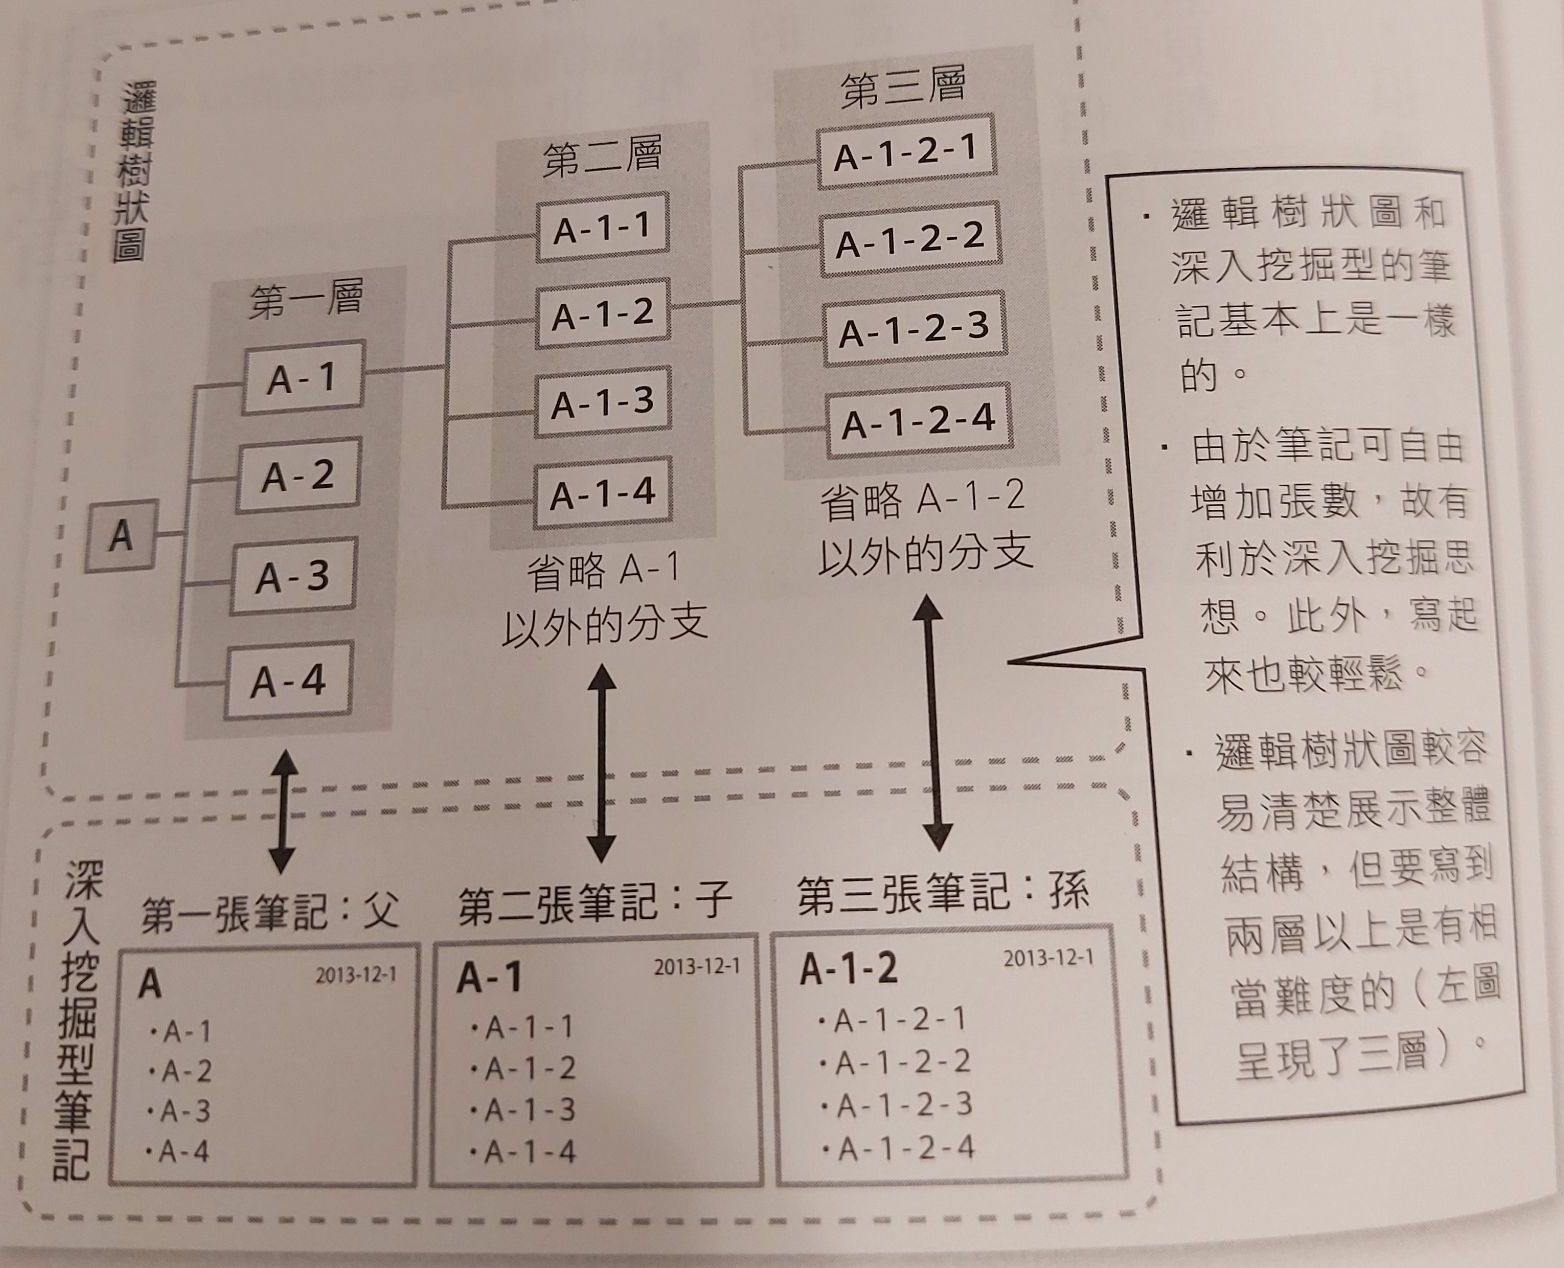 邏輯樹狀圖
第一層
A
A-1
A-2
A-3
A-4
第二層
A-1-1
A-1-2
A-1-3
A-1-4
省略 A-1
以外的分支
第三層
A-1-2-1
A-1-2-2
A-1-2-3
A-1-2-4
省略 A-1-2
以外的分支
・邏輯樹狀圖和
深入挖掘型的筆
記基本上是一樣
的。
・由於筆記可自由
增加張數，故有
利於深入挖掘思
想。此外，寫起
來也較輕鬆。
・邏輯樹狀圖較容
易清楚展示整體
結構，但要寫到
兩層以上是有相
當難度的（左圖
呈現了三層）。
深入挖掘型筆記
第一張筆記：父
A 2013-12-1
・A-1
・A-2
・A-3
・A-4
第二張筆記：子
A-1 2013-12-1
・A-1-1
・A-1-2
・A-1-3
・A-1-4
第三張筆記：孫
A-1-2 2013-12-1
・A-1-2-1
・A-1-2-2
・A-1-2-3
・A-1-2-4